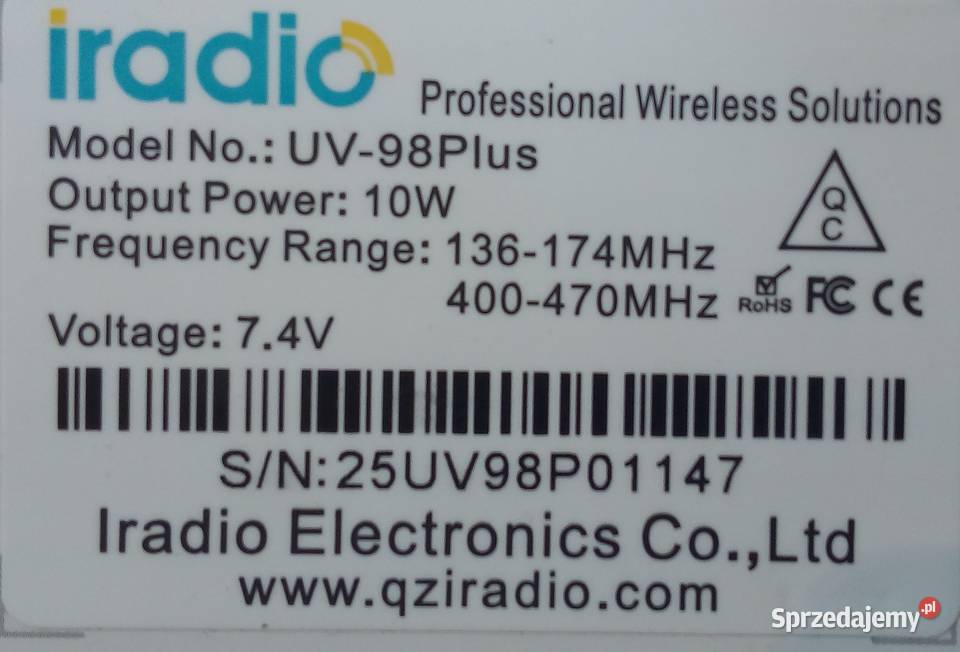 iradio
Professional Wireless Solutions
Model No.: UV-98Plus
Output Power: 10W
Frequency Range: 136-174MHz
400-470MHz
Voltage: 7.4V
QC
RoHS FC CE
S/N:25UV98P01147
Iradio Electronics Co.,Ltd
www.qziradio.com
Sprzedajemy.pl